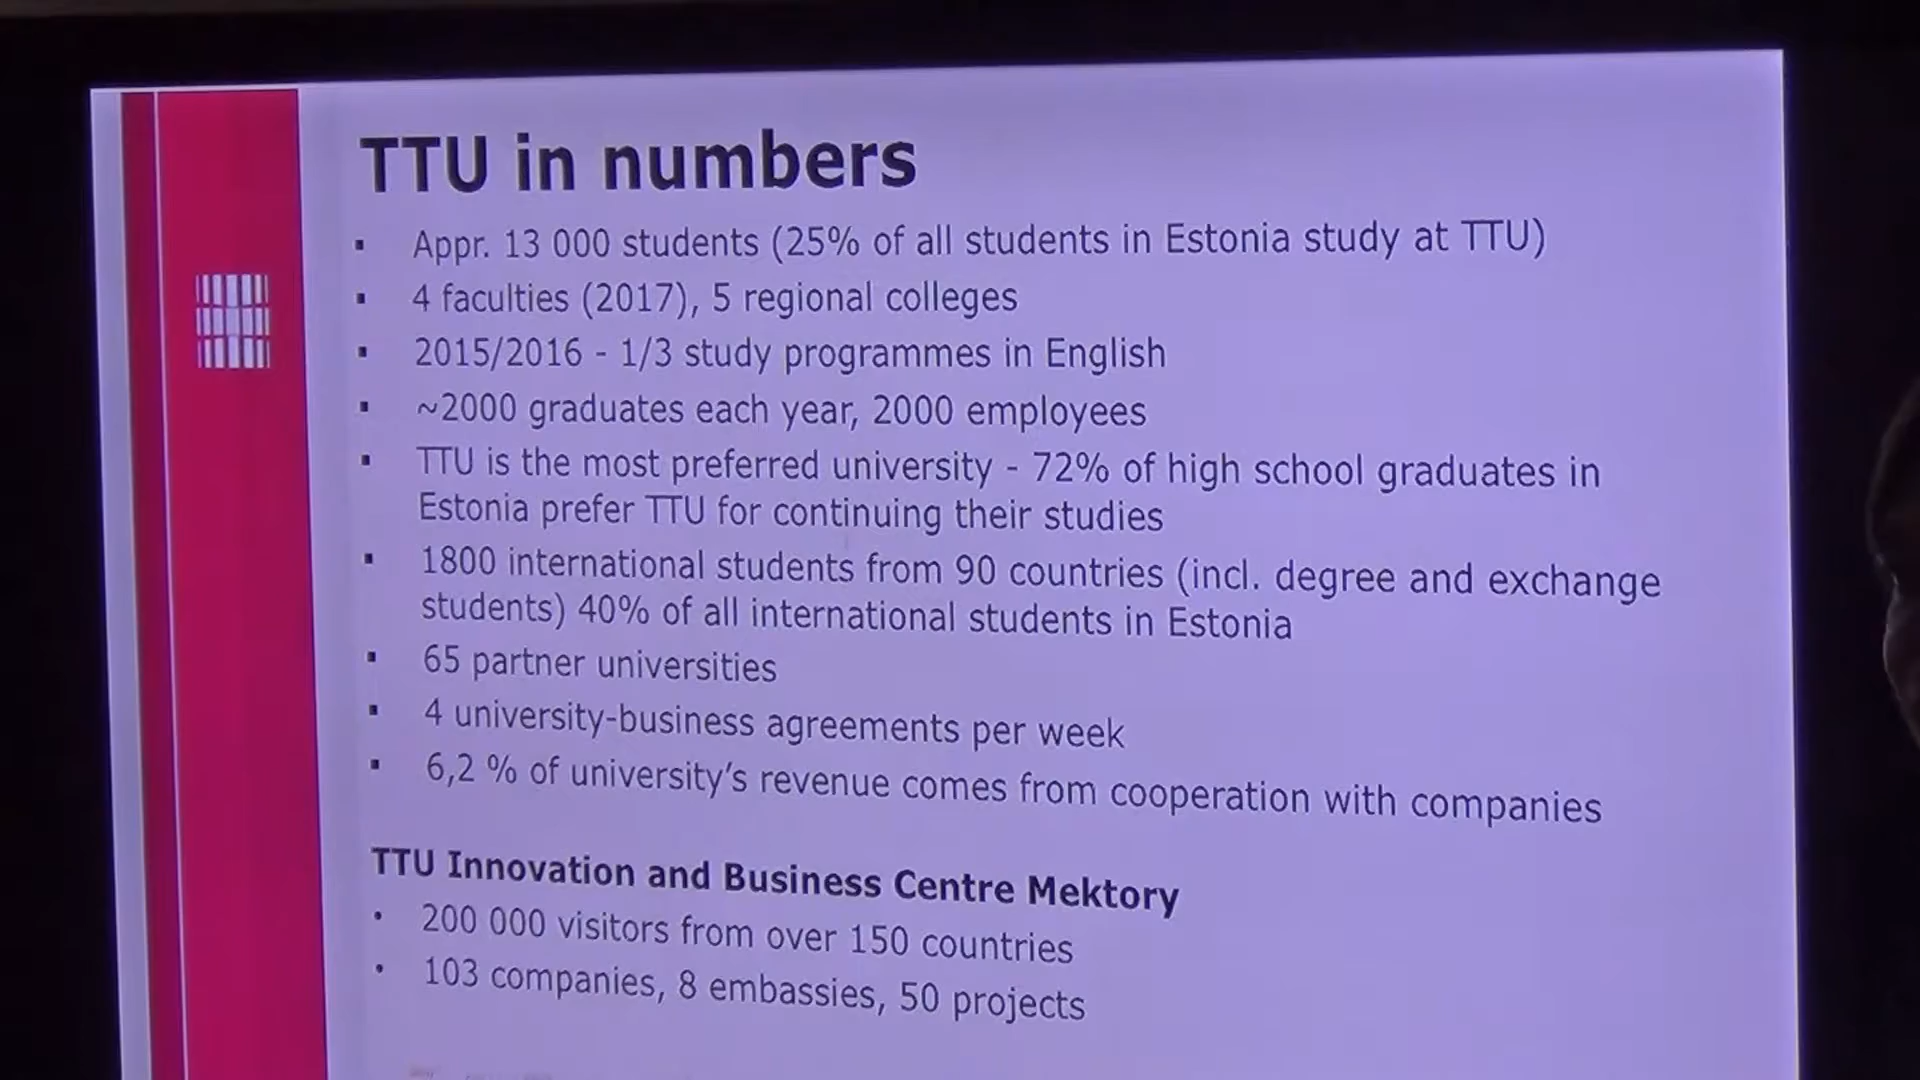 TTU in numbers
▪ Appr. 13 000 students (25% of all students in Estonia study at TTU)
▪ 4 faculties (2017), 5 regional colleges
▪ 2015/2016 - 1/3 study programmes in English
▪ ~2000 graduates each year, 2000 employees
▪ TTU is the most preferred university - 72% of high school graduates in
Estonia prefer TTU for continuing their studies
▪ 1800 international students from 90 countries (incl. degree and exchange
students) 40% of all international students in Estonia
▪ 65 partner universities
▪ 4 university-business agreements per week
▪ 6,2 % of university’s revenue comes from cooperation with companies
TTU Innovation and Business Centre Mektory
• 200 000 visitors from over 150 countries
• 103 companies, 8 embassies, 50 projects